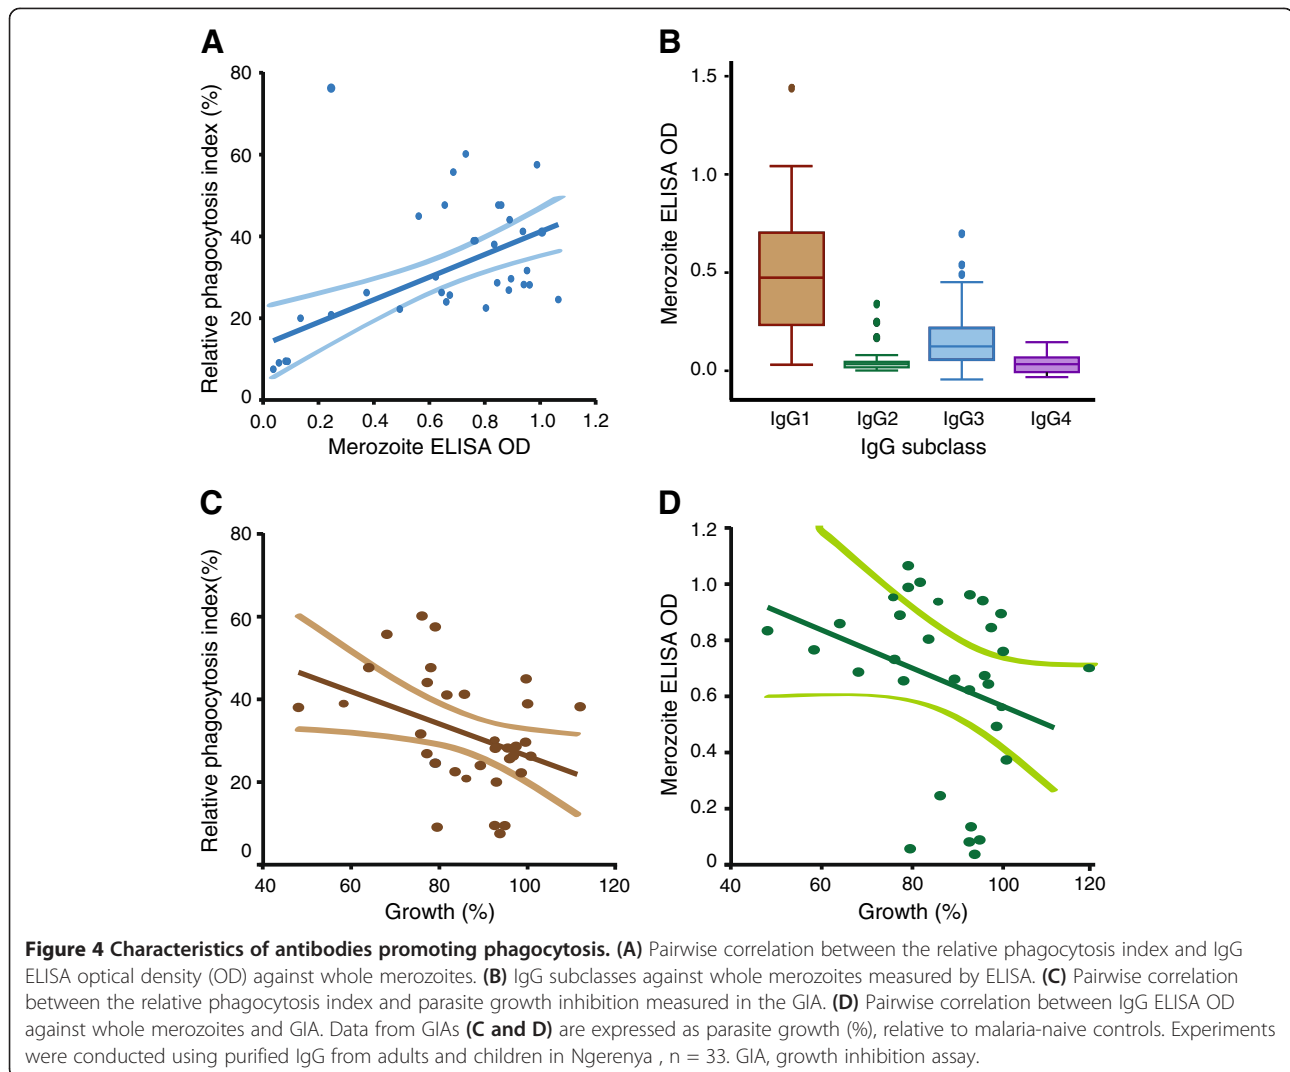 A
Relative phagocytosis index (%)
80
60
40
20
0
0.0 0.2 0.4 0.6 0.8 1.0 1.2
Merozoite ELISA OD
B
Merozoite ELISA OD
1.5
1.0
0.5
0.0
IgG1 IgG2 IgG3 IgG4
IgG subclass
C
Relative phagocytosis index(%)
80
60
40
20
0
40 60 80 100 120
Growth (%)
D
Merozoite ELISA OD
1.2
1.0
0.8
0.6
0.4
0.2
0
40 60 80 100 120
Growth (%)
Figure 4 Characteristics of antibodies promoting phagocytosis. (A) Pairwise correlation between the relative phagocytosis index and IgG
ELISA optical density (OD) against whole merozoites. (B) IgG subclasses against whole merozoites measured by ELISA. (C) Pairwise correlation
between the relative phagocytosis index and parasite growth inhibition measured in the GIA. (D) Pairwise correlation between IgG ELISA OD
against whole merozoites and GIA. Data from GIAs (C and D) are expressed as parasite growth (%), relative to malaria-naive controls. Experiments
were conducted using purified IgG from adults and children in Ngerenya , n = 33. GIA, growth inhibition assay.